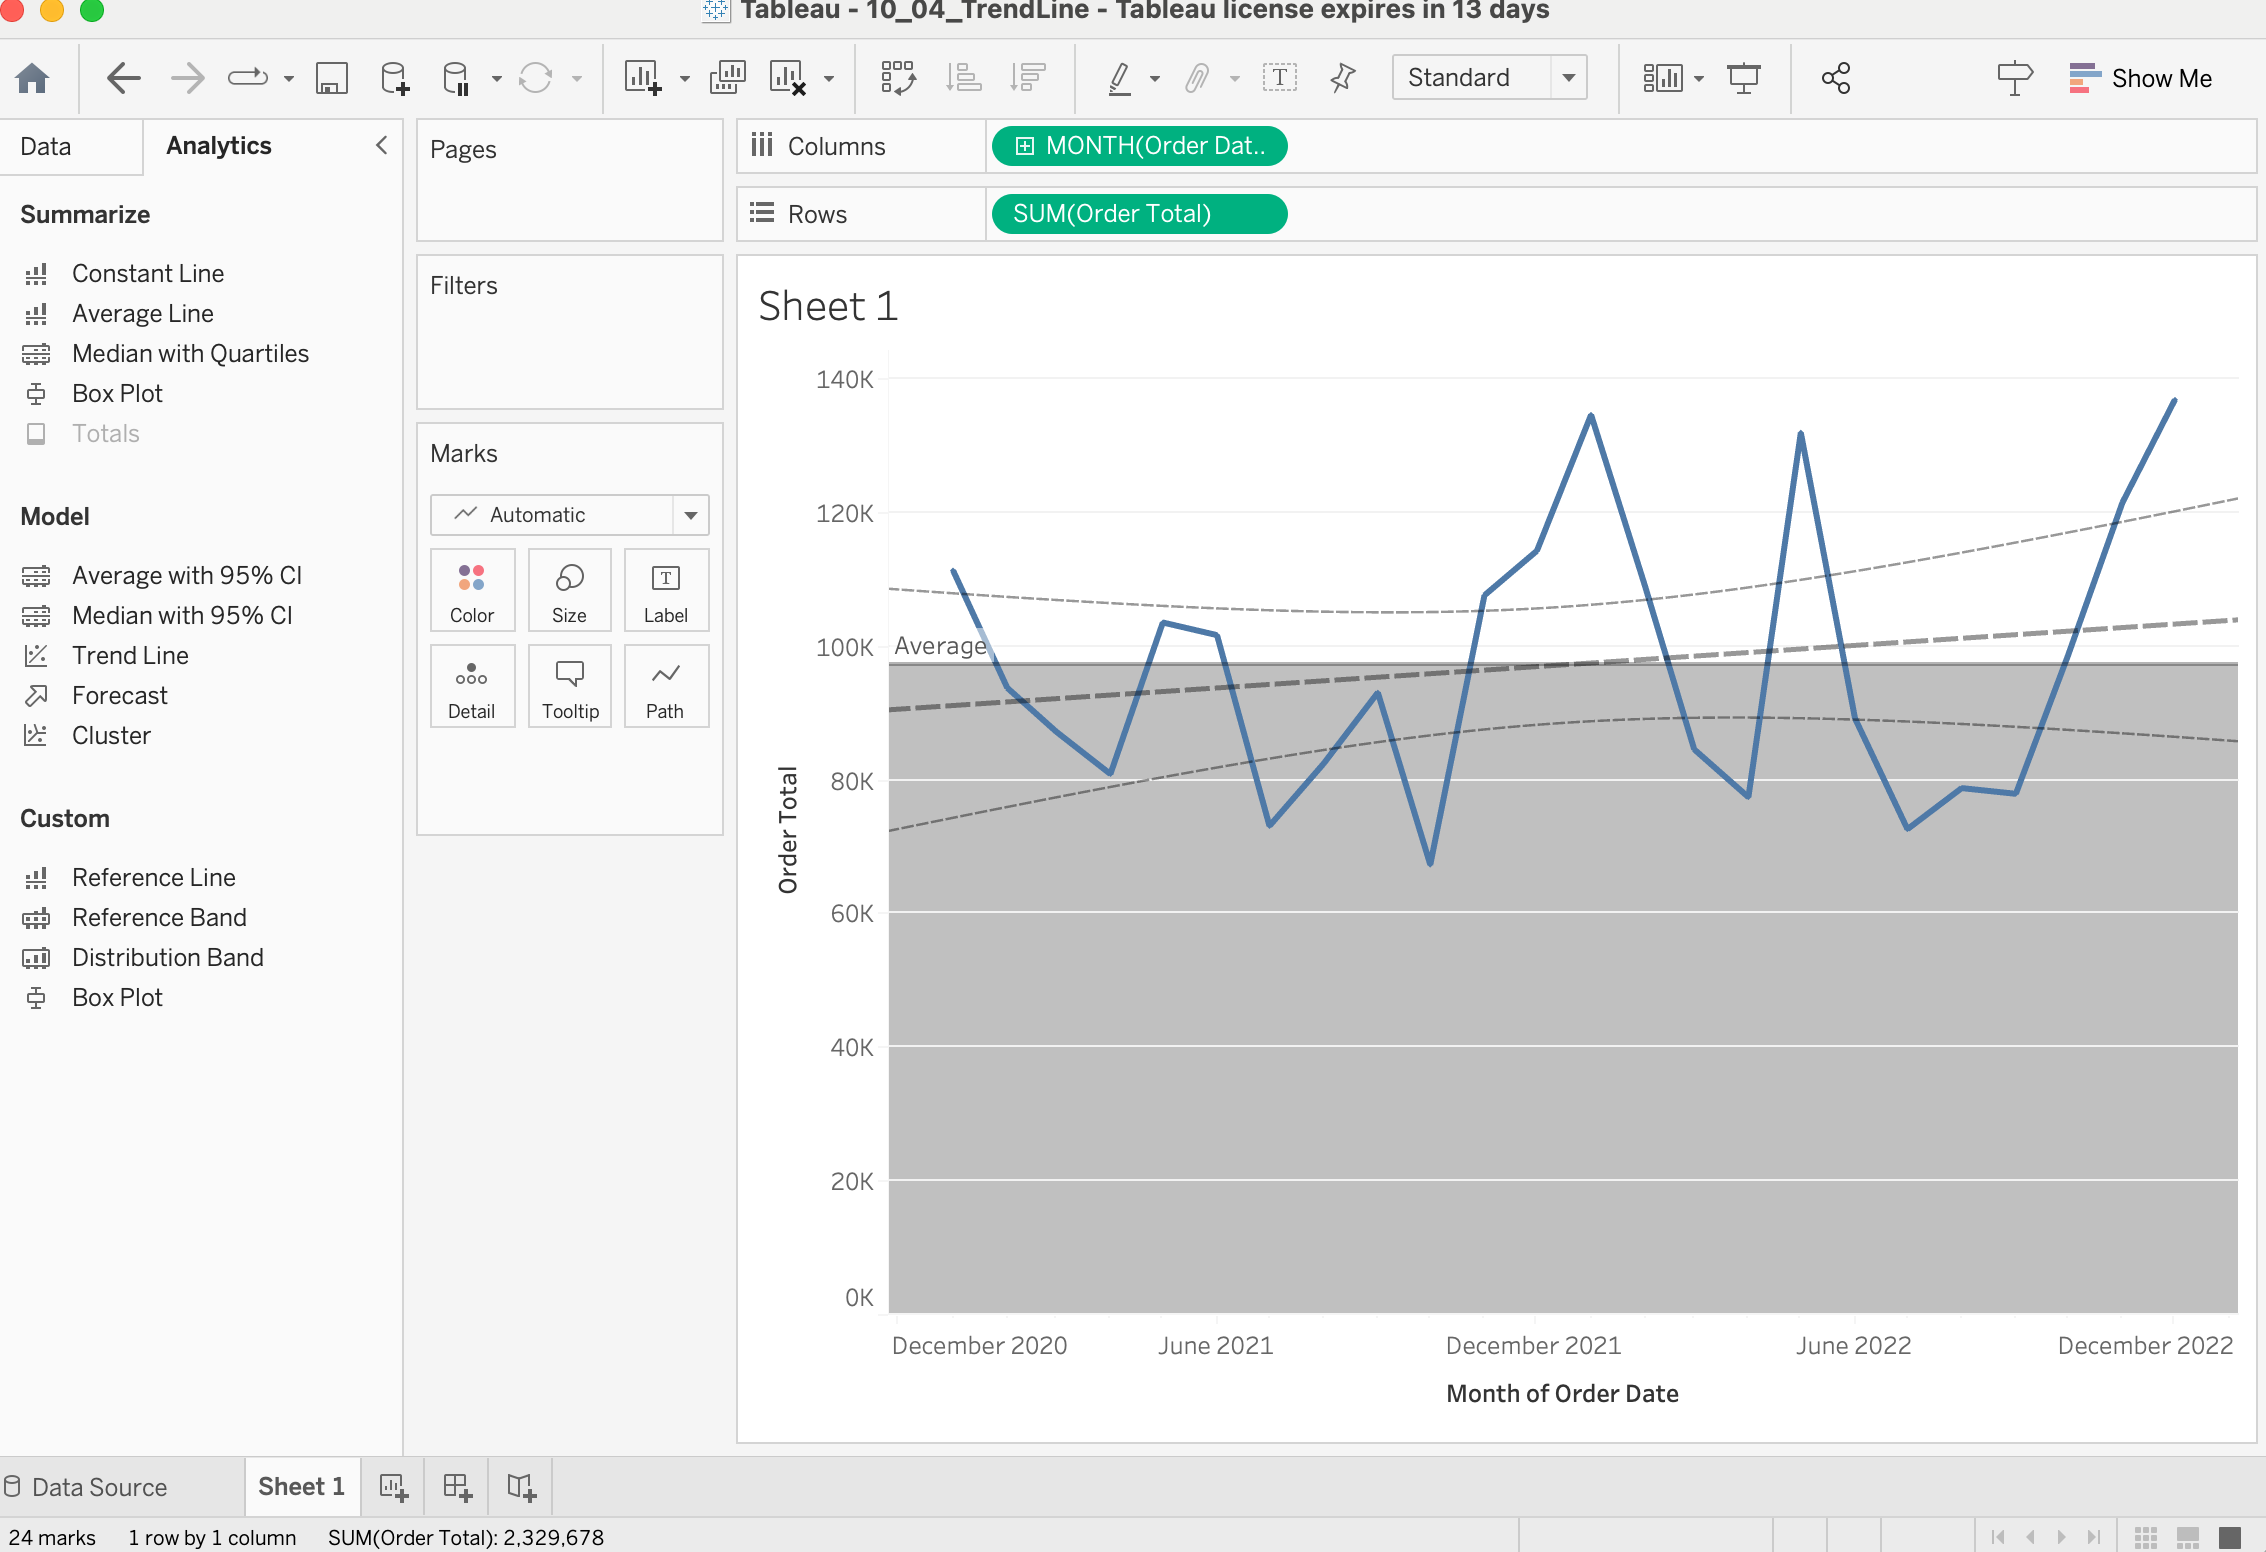 Tableau - 10_04_TrendLine - Tableau license expires in 13 days
Standard
Show Me
Data
Analytics
Pages
Columns
MONTH(Order Dat..
Rows
SUM(Order Total)
Summarize
Constant Line
Average Line
Median with Quartiles
Box Plot
Totals
Model
Average with 95% CI
Median with 95% CI
Trend Line
Forecast
Cluster
Custom
Reference Line
Reference Band
Distribution Band
Box Plot
Filters
Marks
Automatic
Color
Size
Label
Detail
Tooltip
Path
Sheet 1
140K
120K
100K
Average
80K
60K
40K
20K
0K
Order Total
December 2020
June 2021
December 2021
June 2022
December 2022
Month of Order Date
Data Source
Sheet 1
24 marks
1 row by 1 column
SUM(Order Total): 2,329,678